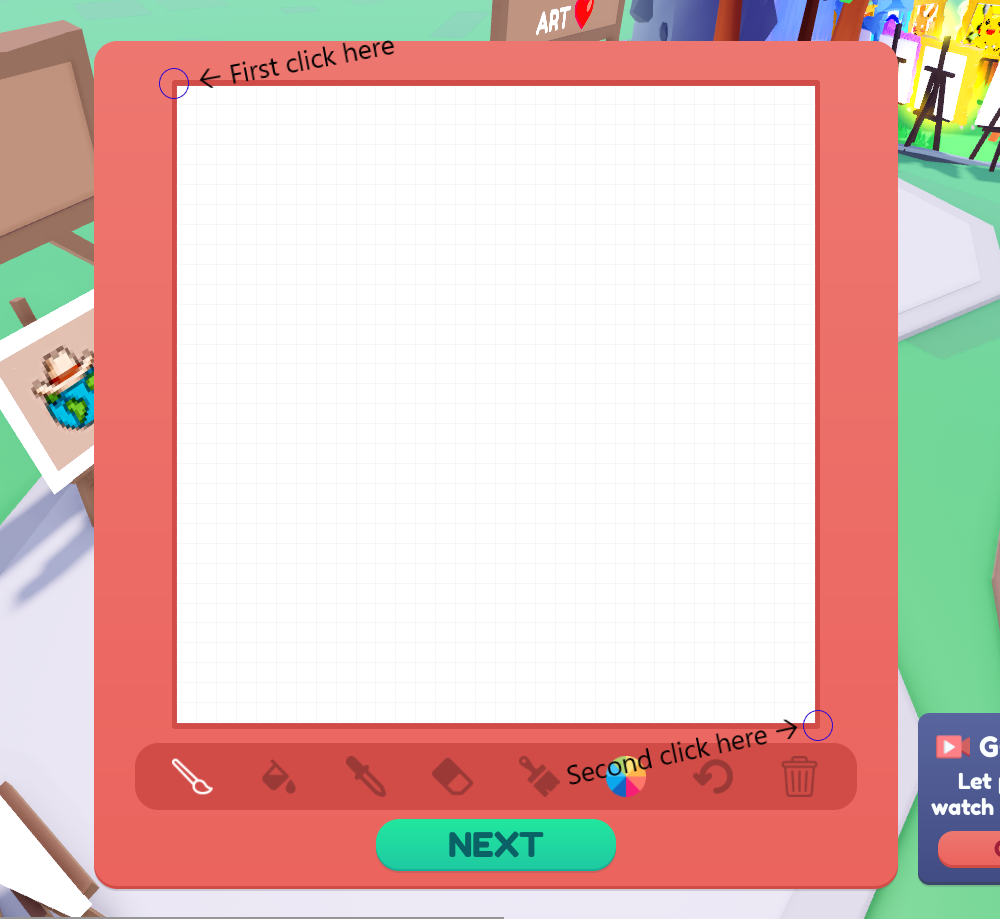 ART
← First click here
Second click here →
NEXT
G
Let
watch